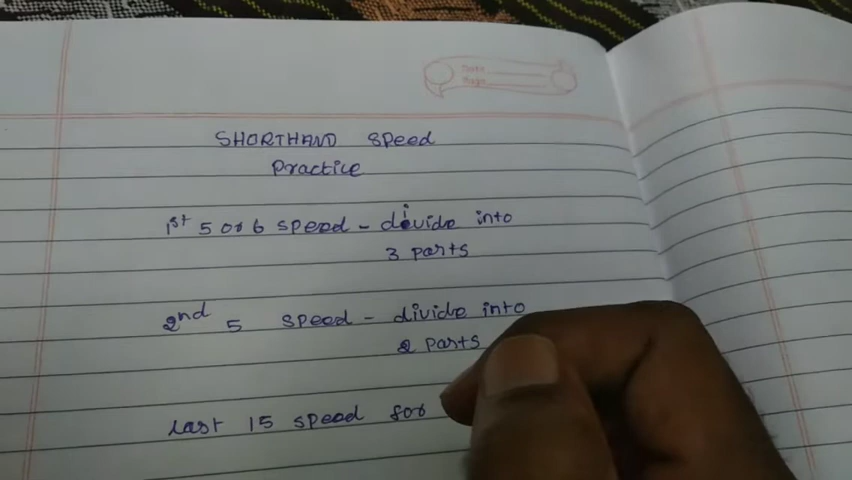 Date
Page
SHORTHAND Speed
Practice
1st 5 or 6 speed - divide into
3 parts
2nd 5 speed - divide into
2 parts
Last 15 speed for